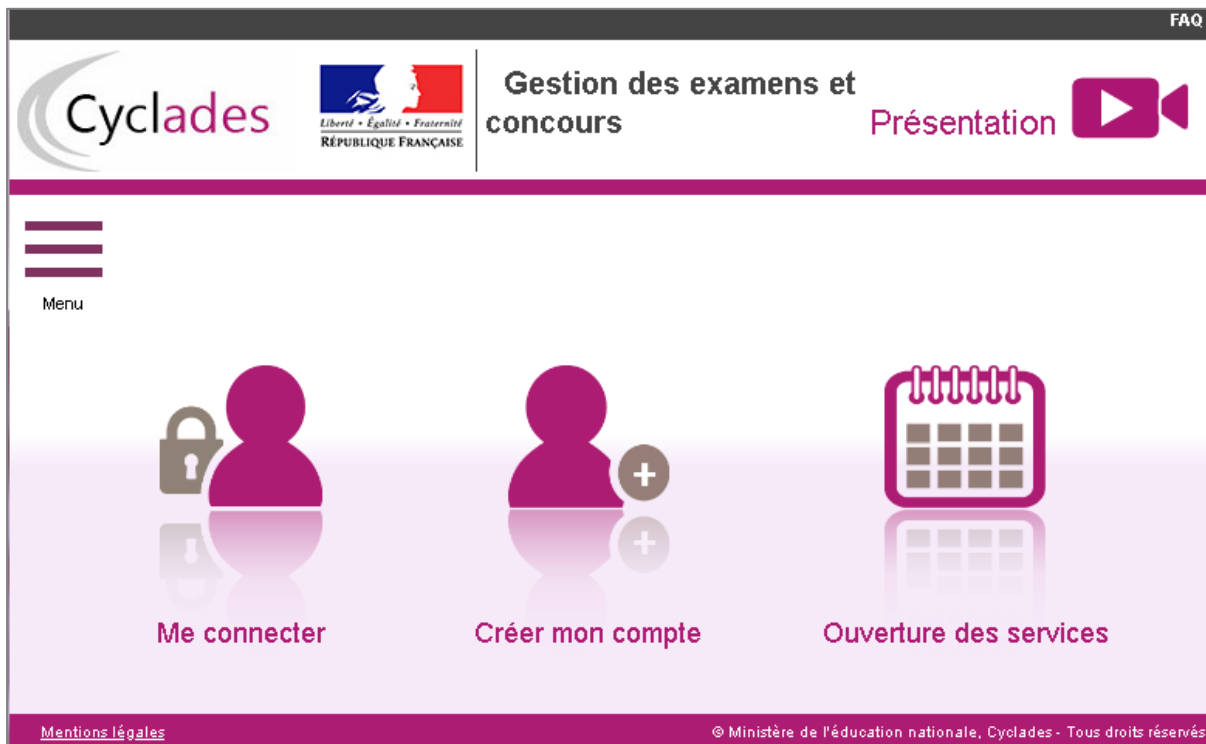 FAQ
Cyclades
Liberté • Égalité • Fraternité
RÉPUBLIQUE FRANÇAISE
Gestion des examens et
concours
Présentation
Menu
Me connecter
Créer mon compte
Ouverture des services
Mentions légales
© Ministère de l'éducation nationale, Cyclades - Tous droits réservés